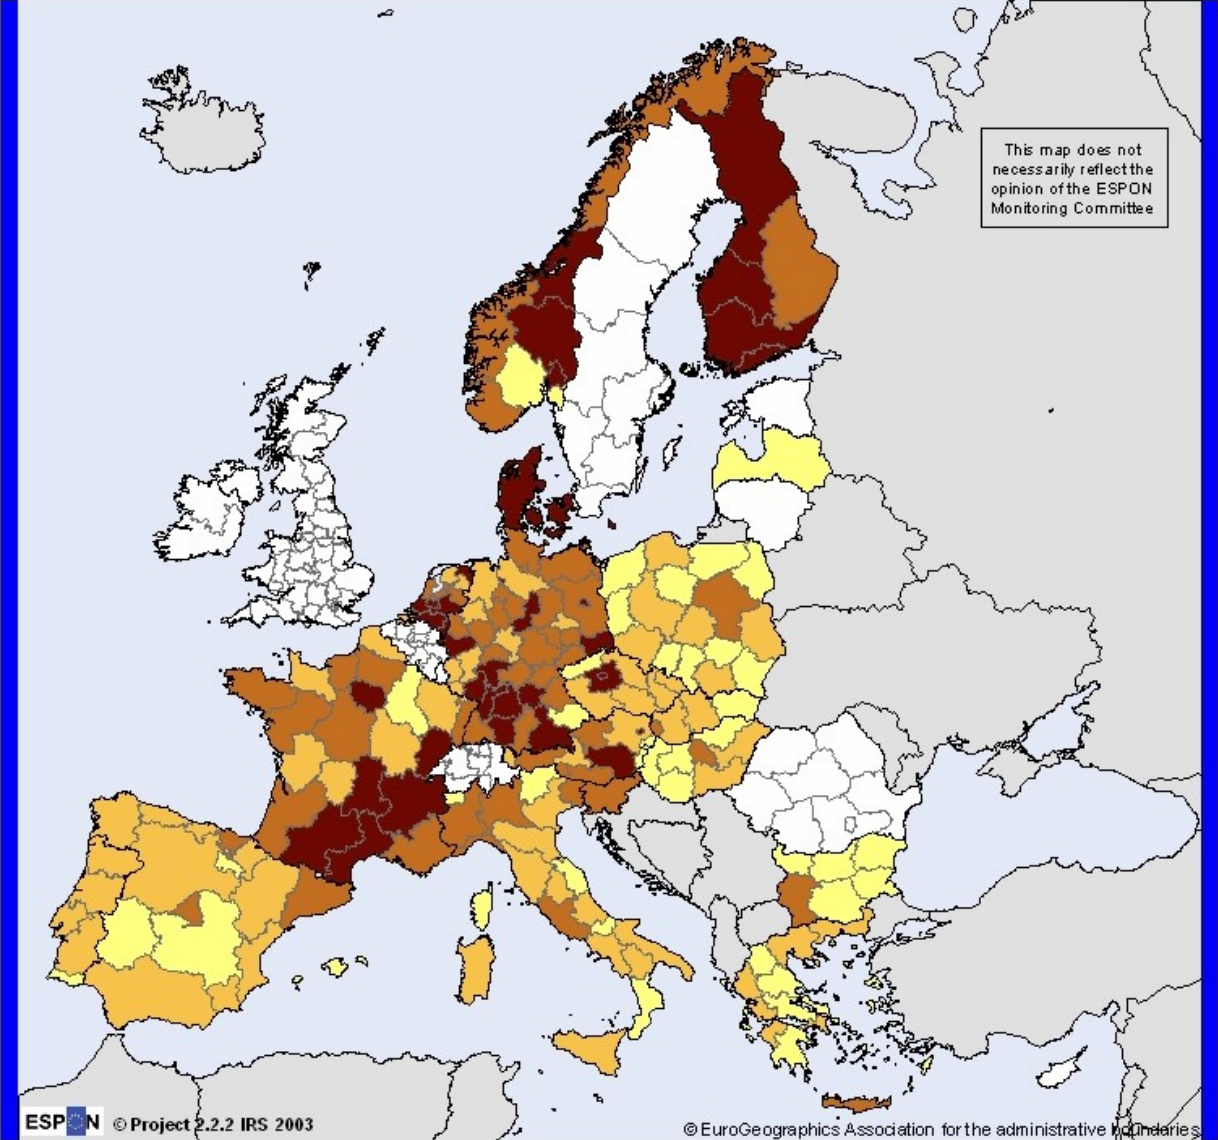 This map does not
necessarily reflect the
opinion of the ESPON
Monitoring Committee
ESPON © Project 2.2.2 IRS 2003
© EuroGeographics Association for the administrative boundaries